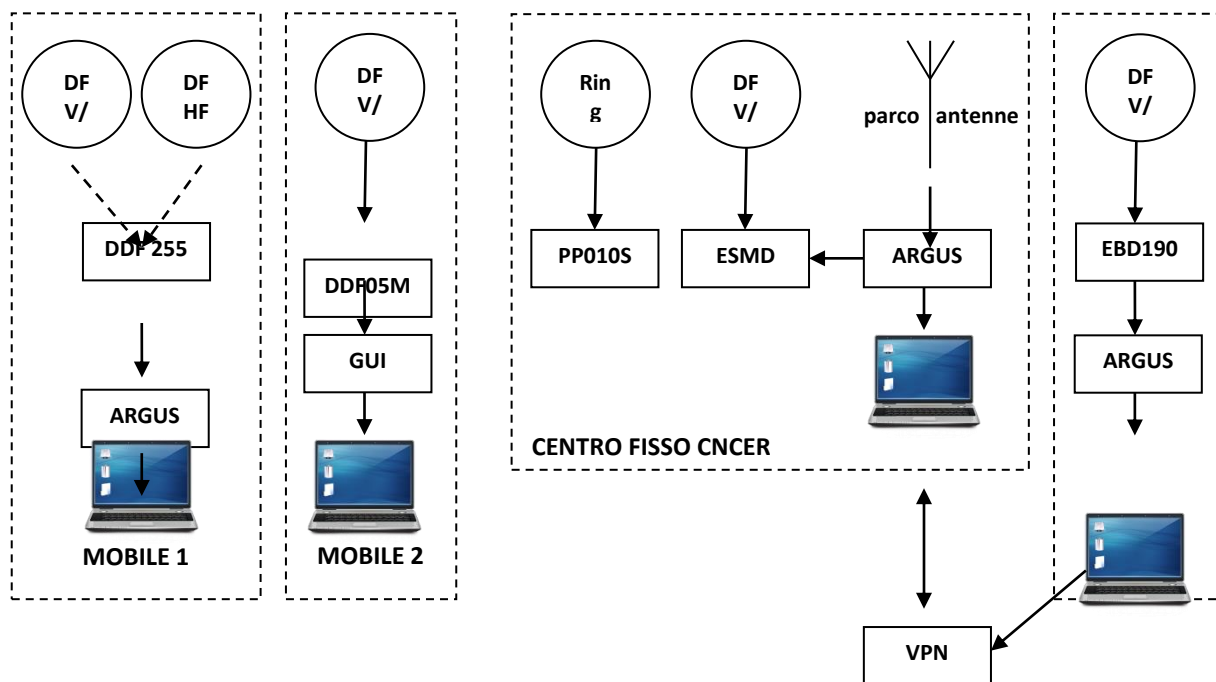 DF
V/
DF
HF
DDF 255
ARGUS
MOBILE 1
DF
V/
DDF05M
GUI
MOBILE 2
Rin
g
DF
V/
parco antenne
PP010S
ESMD
ARGUS
CENTRO FISSO CNCER
DF
V/
EBD190
ARGUS
VPN